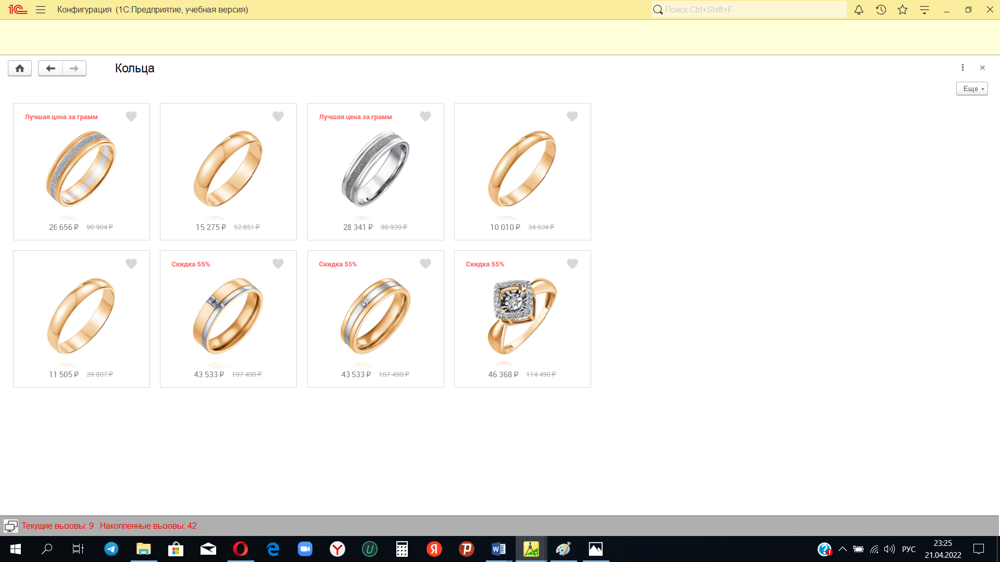 Конфигурация (1С:Предприятие, учебная версия)
Поиск Ctrl+Shift+F
Кольца
Еще
Лучшая цена за грамм
Лучшая цена за грамм
26 656 ₽ 90 904 ₽
15 275 ₽ 52 851 ₽
28 341 ₽ 98 939 ₽
10 010 ₽ 34 634 ₽
Скидка 55%
Скидка 55%
Скидка 55%
11 505 ₽ 39 807 ₽
43 533 ₽ 107 490 ₽
43 533 ₽ 107 490 ₽
46 368 ₽ 114 490 ₽
Текущие вызовы: 9 Накопленные вызовы: 42
РУС
23:25
21.04.2022